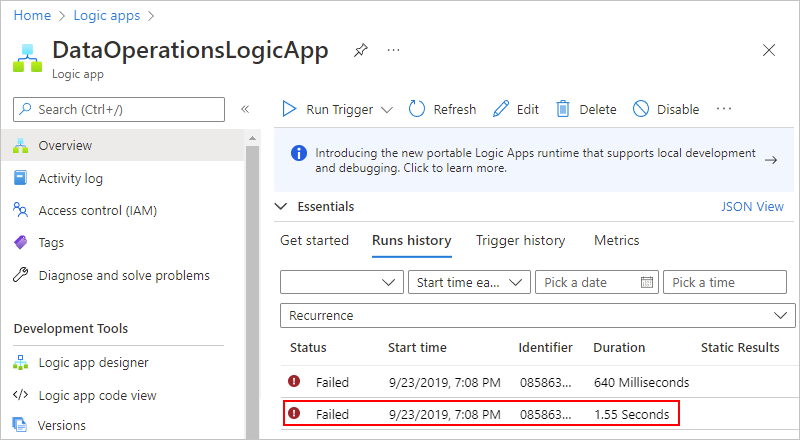 Home > Logic apps >
DataOperationsLogicApp
Logic app
Search (Ctrl+/)
Overview
Activity log
Access control (IAM)
Tags
Diagnose and solve problems
Development Tools
Logic app designer
Logic app code view
Versions
Run Trigger Refresh Edit Delete Disable ...
Introducing the new portable Logic Apps runtime that supports local development
and debugging. Click to learn more.
Essentials JSON View
Get started Runs history Trigger history Metrics
Start time ea... Pick a date Pick a time
Recurrence
Status Start time Identifier Duration Static Results
Failed 9/23/2019, 7:08 PM 085863... 640 Milliseconds
Failed 9/23/2019, 7:08 PM 085863... 1.55 Seconds